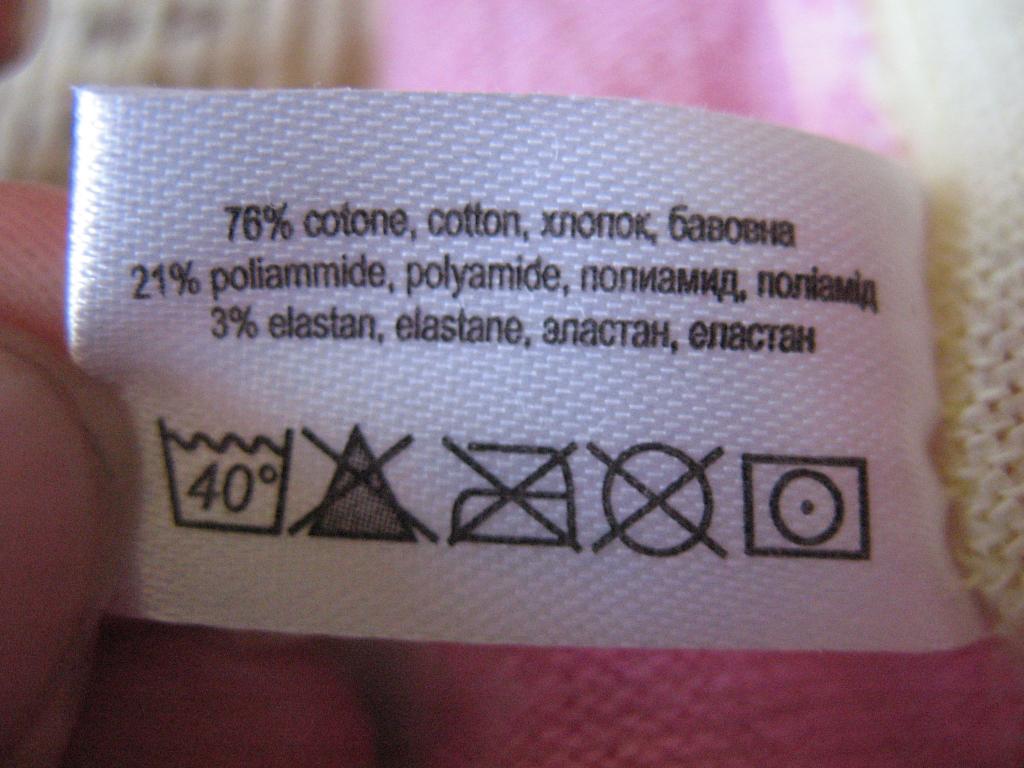 76% cotone, cotton, хлопок, бавовна
21% poliammide, polyamide, полиамид, поліамід
3% elastan, elastane, эластан, еластан
40°